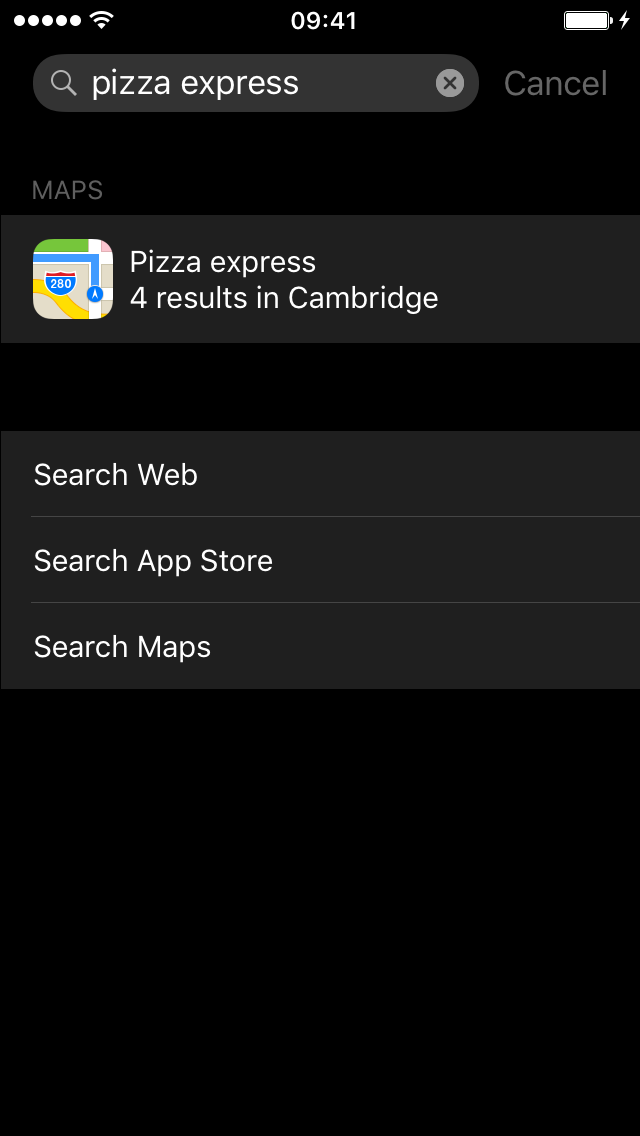 09:41
pizza express
Cancel
MAPS
280
Pizza express
4 results in Cambridge
Search Web
Search App Store
Search Maps